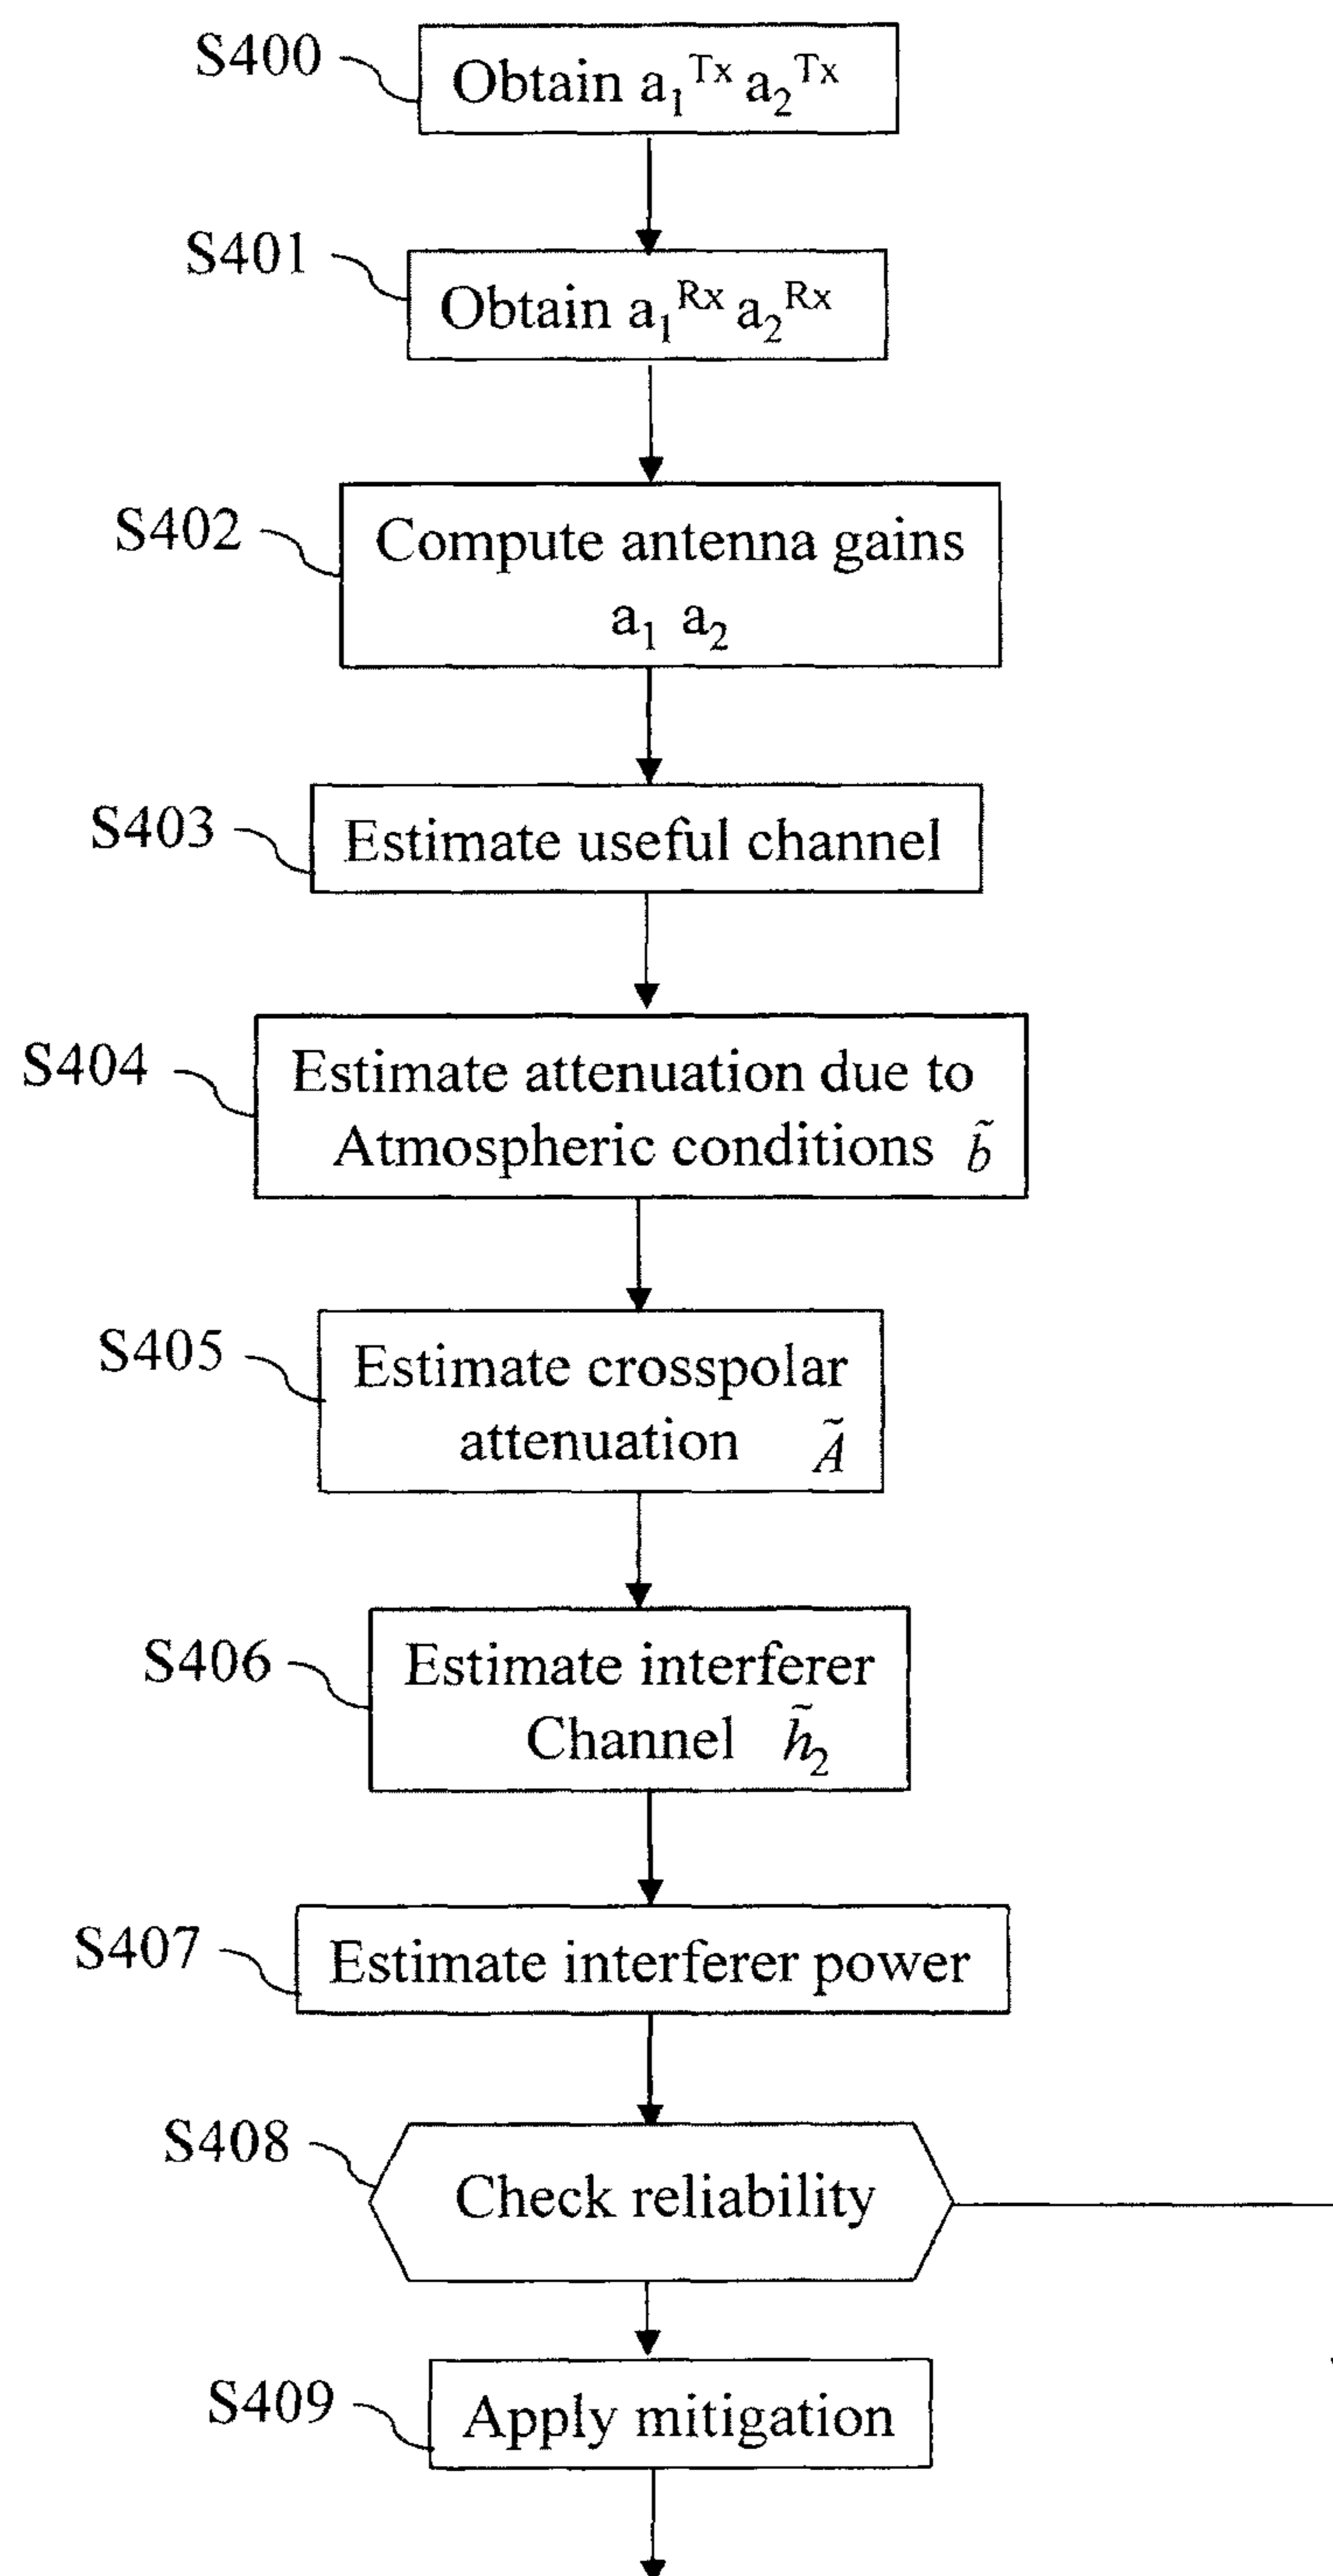 S400
Obtain a₁ᵀˣ a₂ᵀˣ
S401
Obtain a₁ᴿˣ a₂ᴿˣ
S402
Compute antenna gains
a₁ a₂
S403
Estimate useful channel
S404
Estimate attenuation due to
Atmospheric conditions b̃
S405
Estimate crosspolar
attenuation Ã
S406
Estimate interferer
Channel h̃₂
S407
Estimate interferer power
S408
Check reliability
S409
Apply mitigation